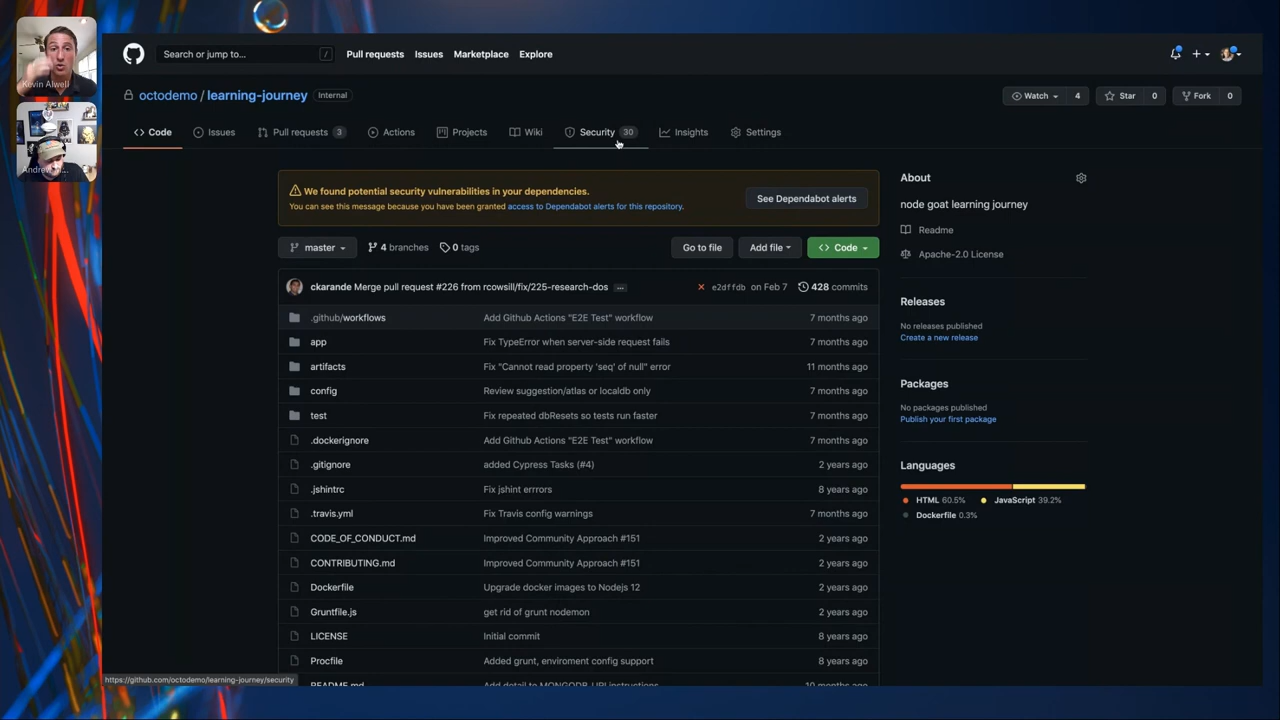 Kevin Alwell
Search or jump to... /
Pull requests Issues Marketplace Explore
octodemo / learning-journey Internal
Watch 4 Star 0 Fork 0
Code Issues Pull requests 3 Actions Projects Wiki Security 30 Insights Settings
We found potential security vulnerabilities in your dependencies.
You can see this message because you have been granted access to Dependabot alerts for this repository.
See Dependabot alerts
master 4 branches 0 tags Go to file Add file Code
ckarande Merge pull request #226 from rcowsill/fix/225-research-dos ... e2dffdb on Feb 7 428 commits
.github/workflows Add Github Actions "E2E Test" workflow 7 months ago
app Fix TypeError when server-side request fails 7 months ago
artifacts Fix "Cannot read property 'seq' of null" error 11 months ago
config Review suggestion/atlas or localdb only 7 months ago
test Fix repeated dbResets so tests run faster 7 months ago
.dockerignore Add Github Actions "E2E Test" workflow 7 months ago
.gitignore added Cypress Tasks (#4) 2 years ago
.jshintrc Fix jshint errrors 8 years ago
.travis.yml Fix Travis config warnings 7 months ago
CODE_OF_CONDUCT.md Improved Community Approach #151 2 years ago
CONTRIBUTING.md Improved Community Approach #151 2 years ago
Dockerfile Upgrade docker images to Nodejs 12 2 years ago
Gruntfile.js get rid of grunt nodemon 2 years ago
LICENSE Initial commit 8 years ago
Procfile Added grunt, enviroment config support 8 years ago
README.md Add detail to MONGODB_URI instructions 10 months ago
About
node goat learning journey
Readme
Apache-2.0 License
Releases
No releases published
Create a new release
Packages
No packages published
Publish your first package
Languages
HTML 60.5% JavaScript 39.2%
Dockerfile 0.3%
https://github.com/octodemo/learning-journey/security